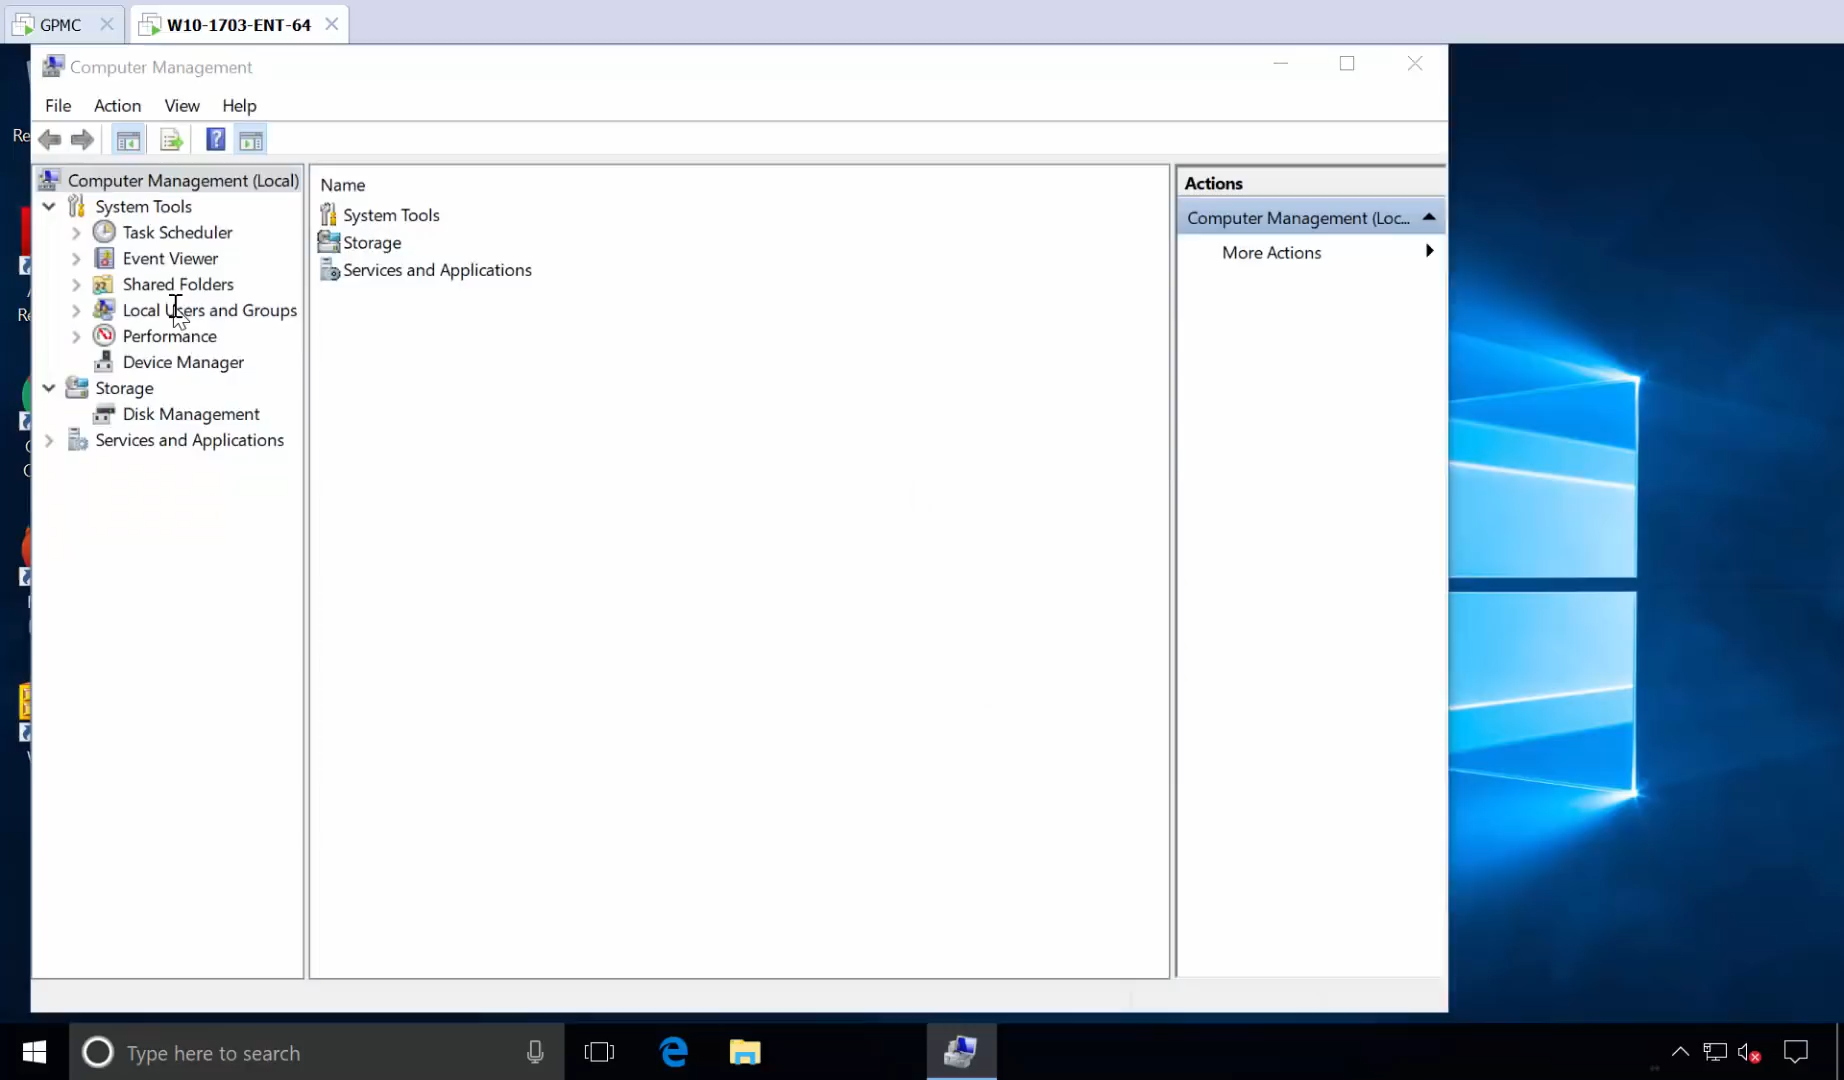 GPMC
W10-1703-ENT-64
Computer Management
File Action View Help
Computer Management (Local)
System Tools
Task Scheduler
Event Viewer
Shared Folders
Local Users and Groups
Performance
Device Manager
Storage
Disk Management
Services and Applications
Name
System Tools
Storage
Services and Applications
Actions
Computer Management (Loc...
More Actions
Re
Re
Type here to search